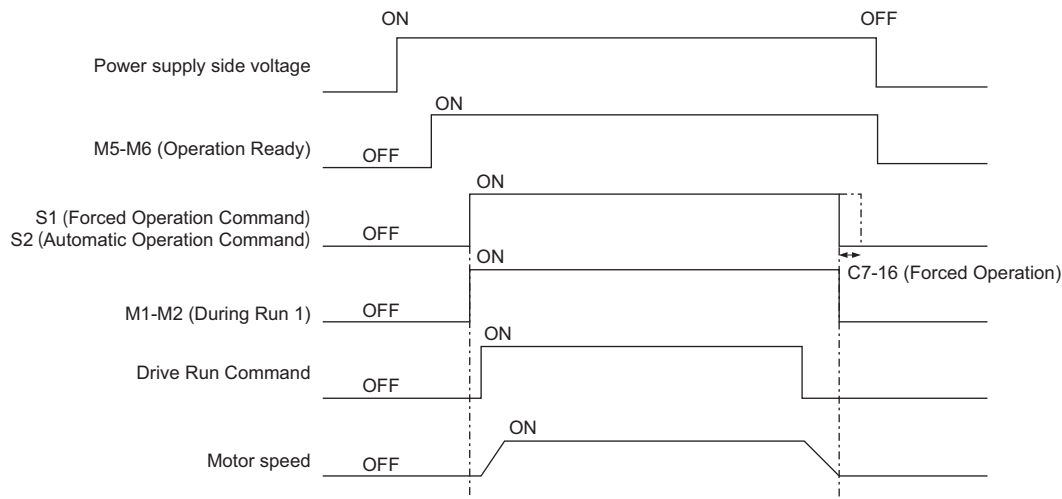 ON
OFF
Power supply side voltage
ON
M5-M6 (Operation Ready)
OFF
ON
S1 (Forced Operation Command)
S2 (Automatic Operation Command)
OFF
C7-16 (Forced Operation)
ON
M1-M2 (During Run 1)
OFF
ON
Drive Run Command
OFF
ON
Motor speed
OFF